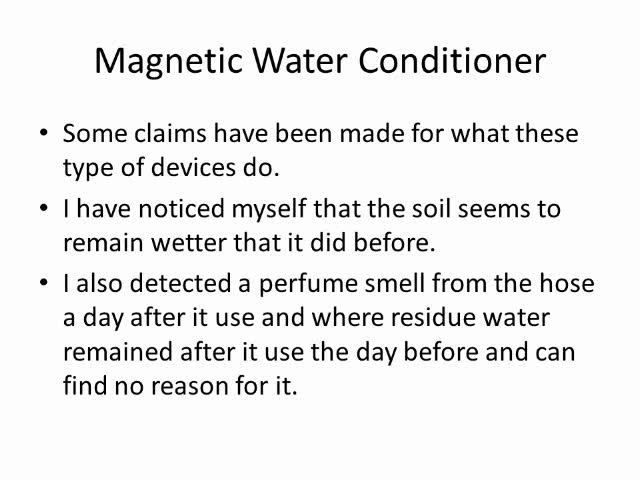 Magnetic Water Conditioner
• Some claims have been made for what these
type of devices do.
• I have noticed myself that the soil seems to
remain wetter that it did before.
• I also detected a perfume smell from the hose
a day after it use and where residue water
remained after it use the day before and can
find no reason for it.